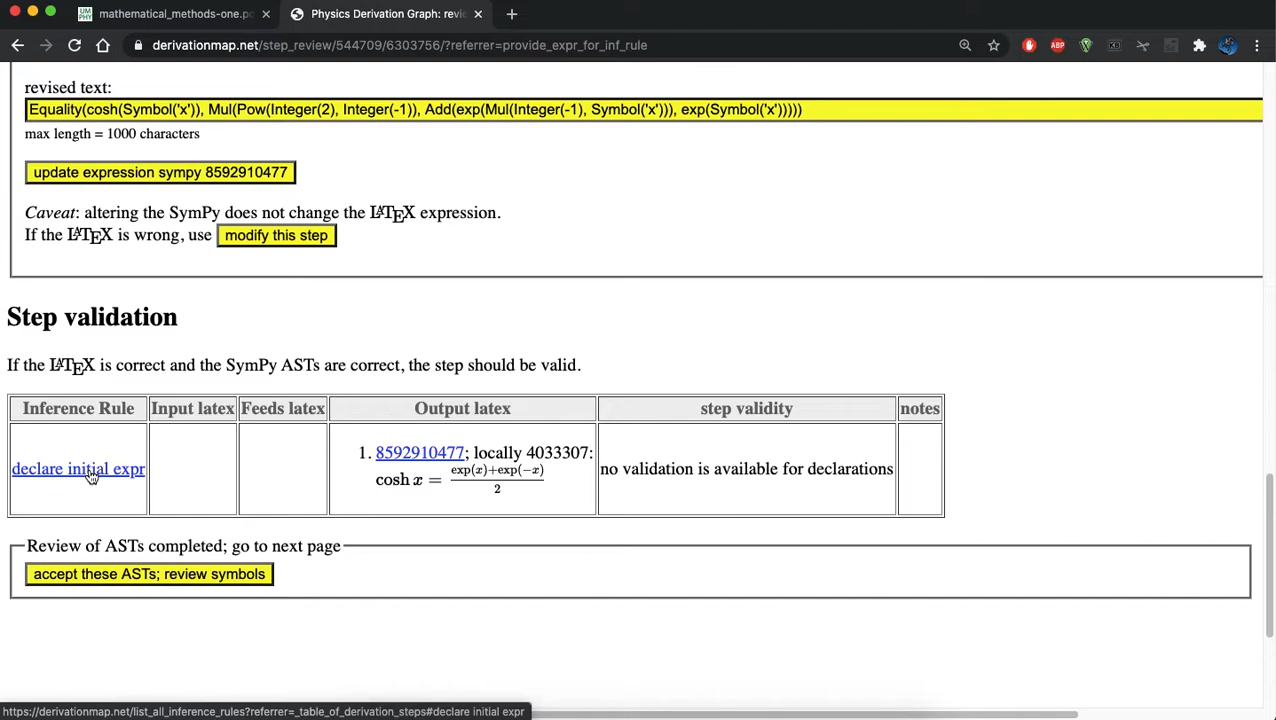 mathematical_methods-one.pd
Physics Derivation Graph: revie
derivationmap.net/step_review/544709/6303756/?referrer=provide_expr_for_inf_rule
revised text:
Equality(cosh(Symbol('x')), Mul(Pow(Integer(2), Integer(-1)), Add(exp(Mul(Integer(-1), Symbol('x'))), exp(Symbol('x')))))
max length = 1000 characters
update expression sympy 8592910477
Caveat: altering the SymPy does not change the LATEX expression.
If the LATEX is wrong, use modify this step
Step validation
If the LATEX is correct and the SymPy ASTs are correct, the step should be valid.
Inference Rule Input latex Feeds latex Output latex step validity notes
declare initial expr 1. 8592910477; locally 4033307: no validation is available for declarations
cosh x = exp(x)+exp(−x) / 2
Review of ASTs completed; go to next page
accept these ASTs; review symbols
https://derivationmap.net/list_all_inference_rules?referrer=_table_of_derivation_steps#declare initial expr